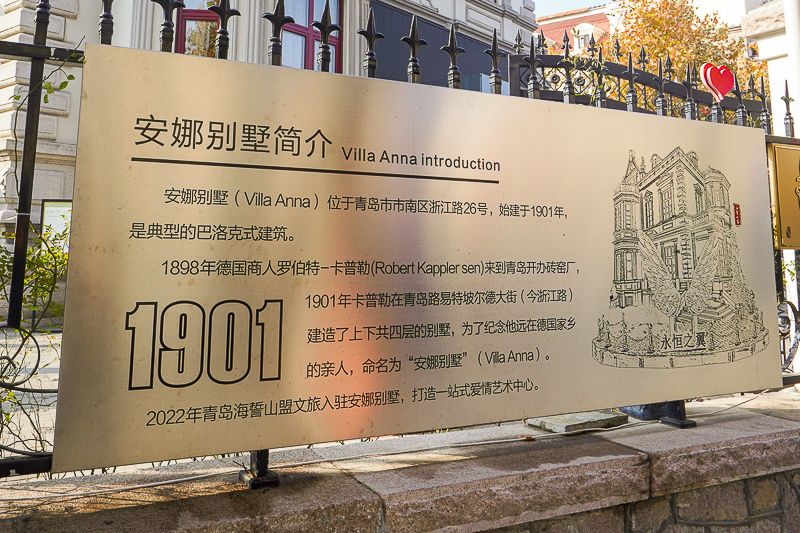 安娜别墅简介 Villa Anna introduction
安娜别墅（Villa Anna）位于青岛市市南区浙江路26号，始建于1901年，
是典型的巴洛克式建筑。
1898年德国商人罗伯特-卡普勒(Robert Kappler sen)来到青岛开办砖窑厂，
1901年卡普勒在青岛路易特坡尔德大街（今浙江路）
建造了上下共四层的别墅，为了纪念他远在德国家乡
的亲人，命名为“安娜别墅”（Villa Anna）。
1901
2022年青岛海誓山盟文旅入驻安娜别墅，打造一站式爱情艺术中心。
永恒之翼